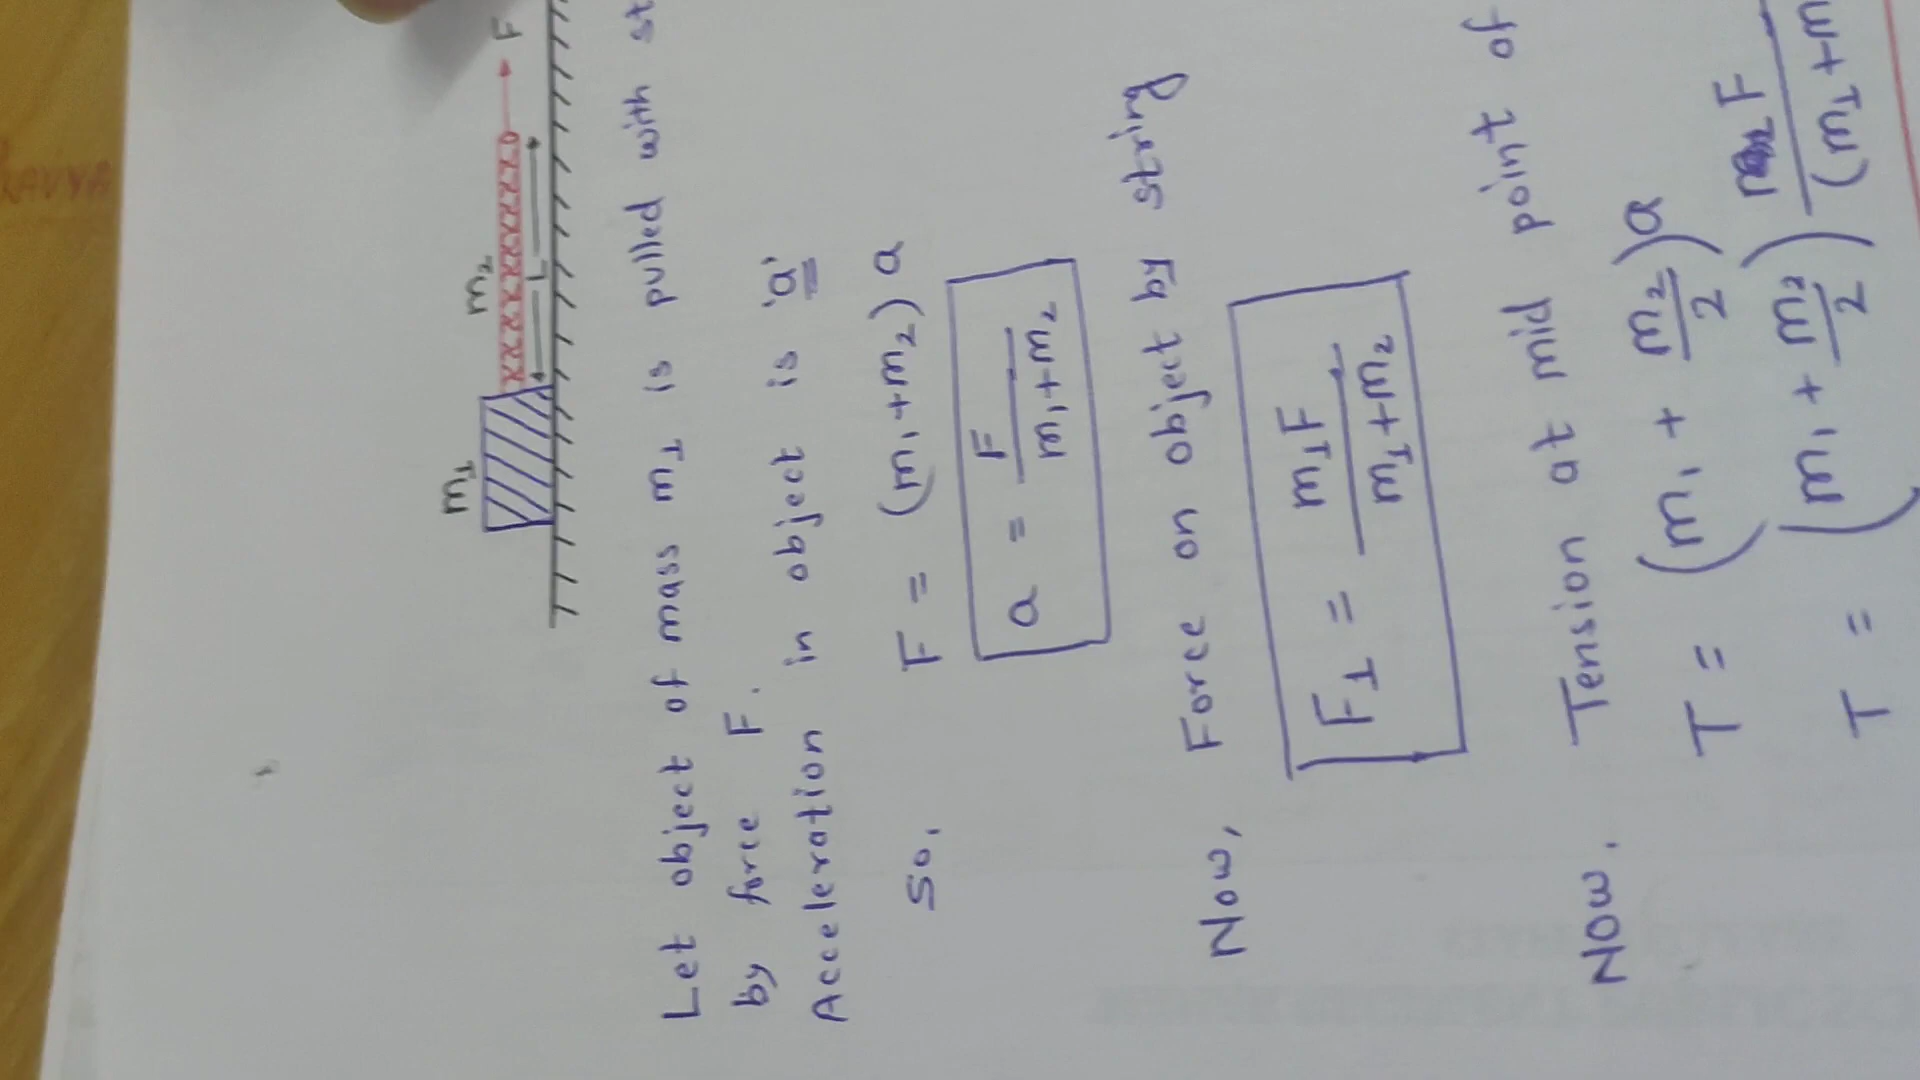 m₁
m₂
F
L
Let object of mass m₁ is pulled with
by force F.
Acceleration in object is 'a'
So, F = (m₁+m₂) a
a = F / (m₁+m₂)
Now, Force on object by string
F₁ = m₁F / (m₁+m₂)
Now. Tension at mid point of
T = (m₁ + m₂/2) a
T = (m₁ + m₂/2) F / (m₁+m